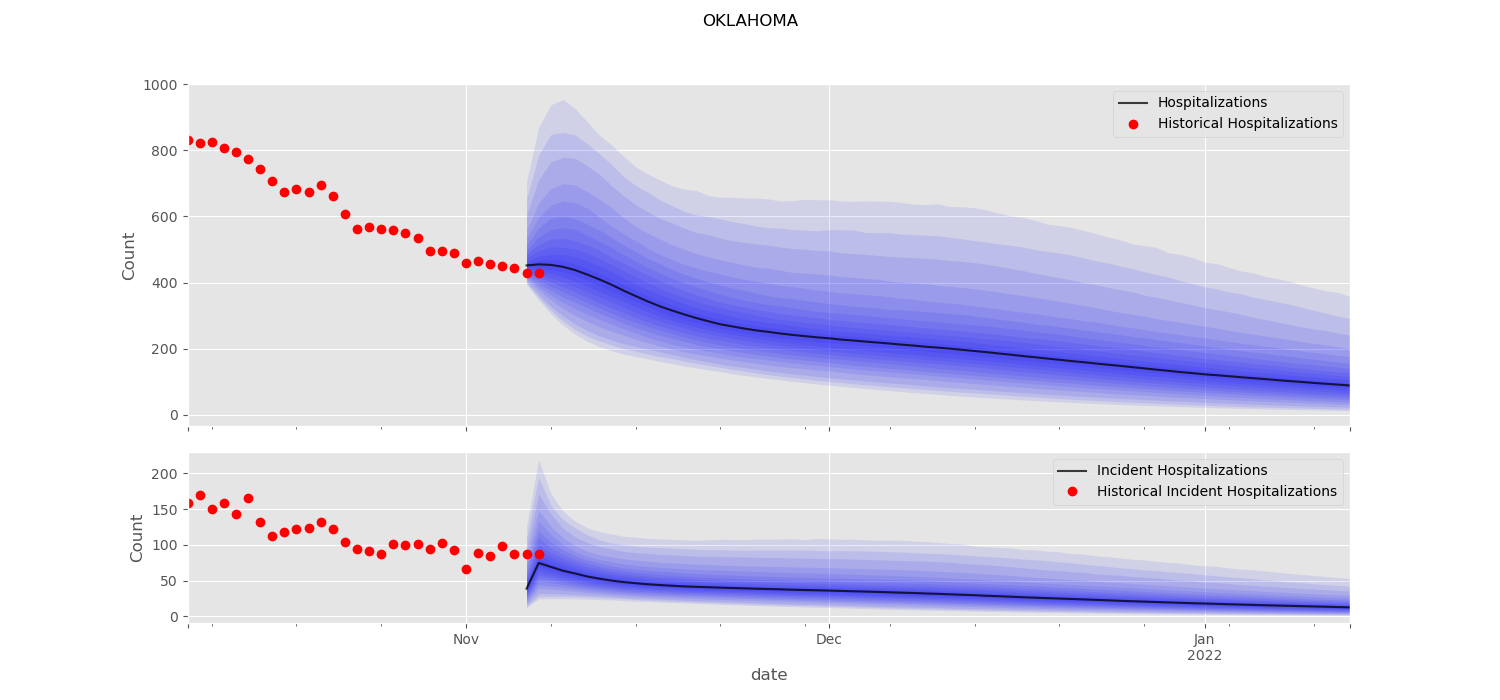 OKLAHOMA
1000
800
600
400
200
0
Count
Hospitalizations
Historical Hospitalizations
200
150
100
50
0
Count
Incident Hospitalizations
Historical Incident Hospitalizations
Nov
Dec
Jan
2022
date